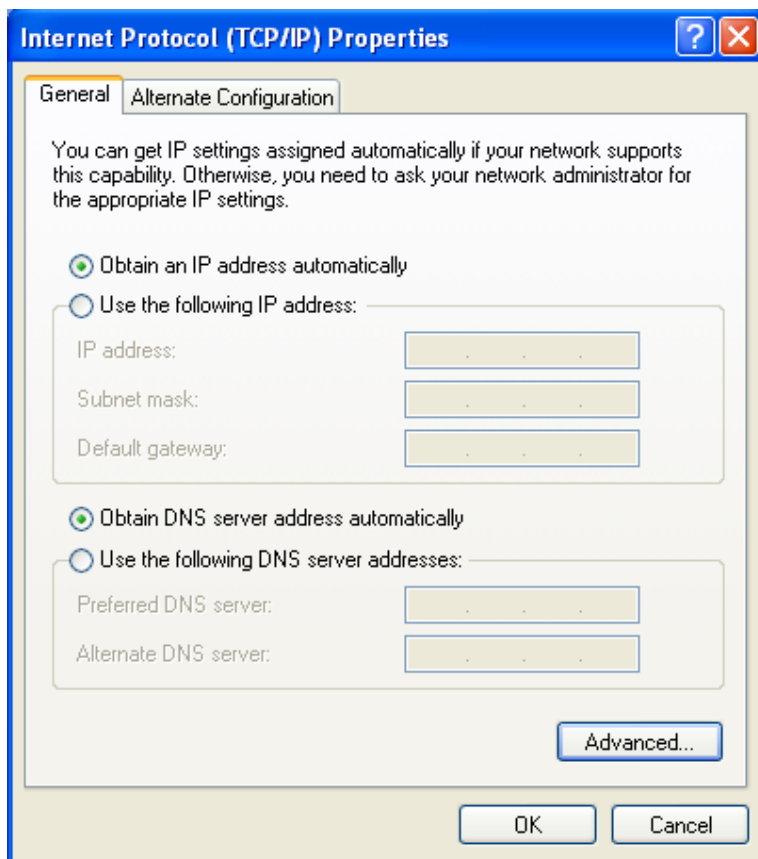 Internet Protocol (TCP/IP) Properties
General
Alternate Configuration
You can get IP settings assigned automatically if your network supports
this capability. Otherwise, you need to ask your network administrator for
the appropriate IP settings.
Obtain an IP address automatically
Use the following IP address:
IP address:
Subnet mask:
Default gateway:
Obtain DNS server address automatically
Use the following DNS server addresses:
Preferred DNS server:
Alternate DNS server:
Advanced...
OK
Cancel